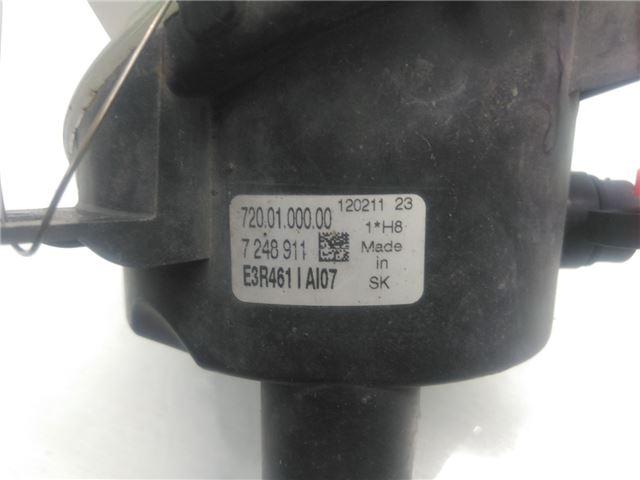 720.01.000.00 120211 23
7 248 911 1*H8
Made
in
SK
E3R461 I AI07